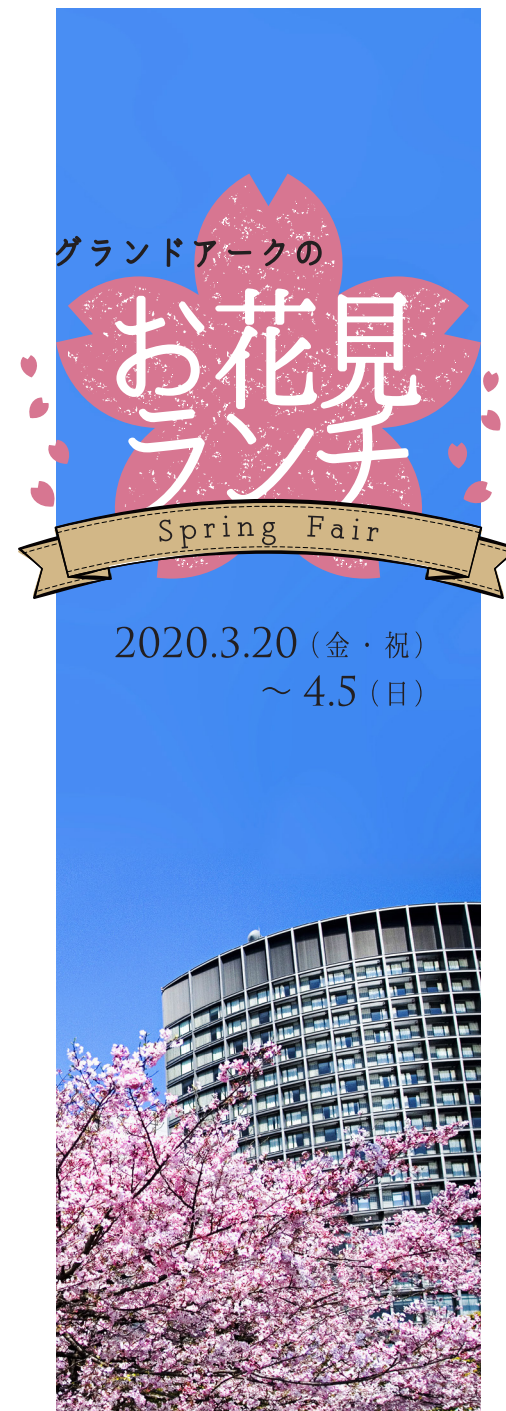 グランドアークの
お花見
ランチ
Spring Fair
2020.3.20（金・祝）
～ 4.5（日）